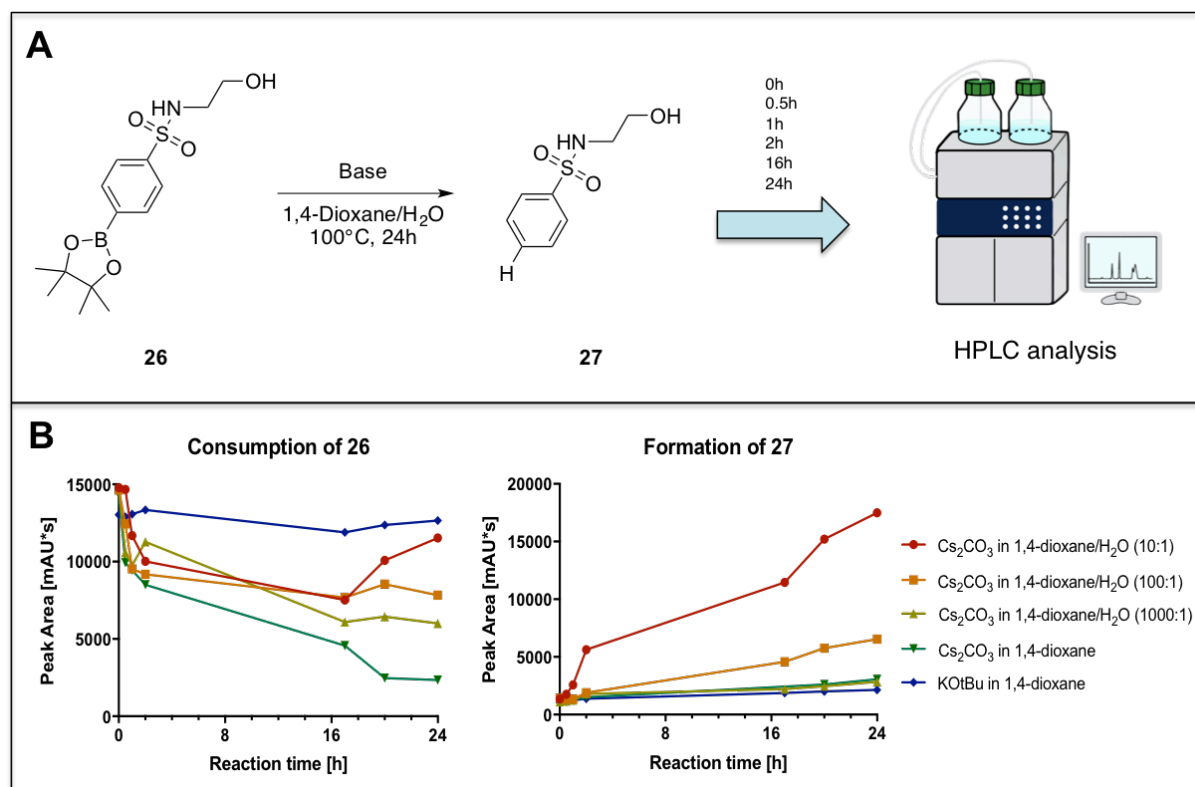 A
OH
HN
O
S
O
B
O
O
26
Base
1,4-Dioxane/H₂O
100°C, 24h
OH
HN
O
S
O
H
27
0h
0.5h
1h
2h
16h
24h
HPLC analysis
B
Consumption of 26
Peak Area [mAU*s]
15000
10000
5000
0
0 8 16 24
Reaction time [h]
Formation of 27
Peak Area [mAU*s]
20000
15000
10000
5000
0
0 8 16 24
Reaction time [h]
Cs₂CO₃ in 1,4-dioxane/H₂O (10:1)
Cs₂CO₃ in 1,4-dioxane/H₂O (100:1)
Cs₂CO₃ in 1,4-dioxane/H₂O (1000:1)
Cs₂CO₃ in 1,4-dioxane
KOtBu in 1,4-dioxane